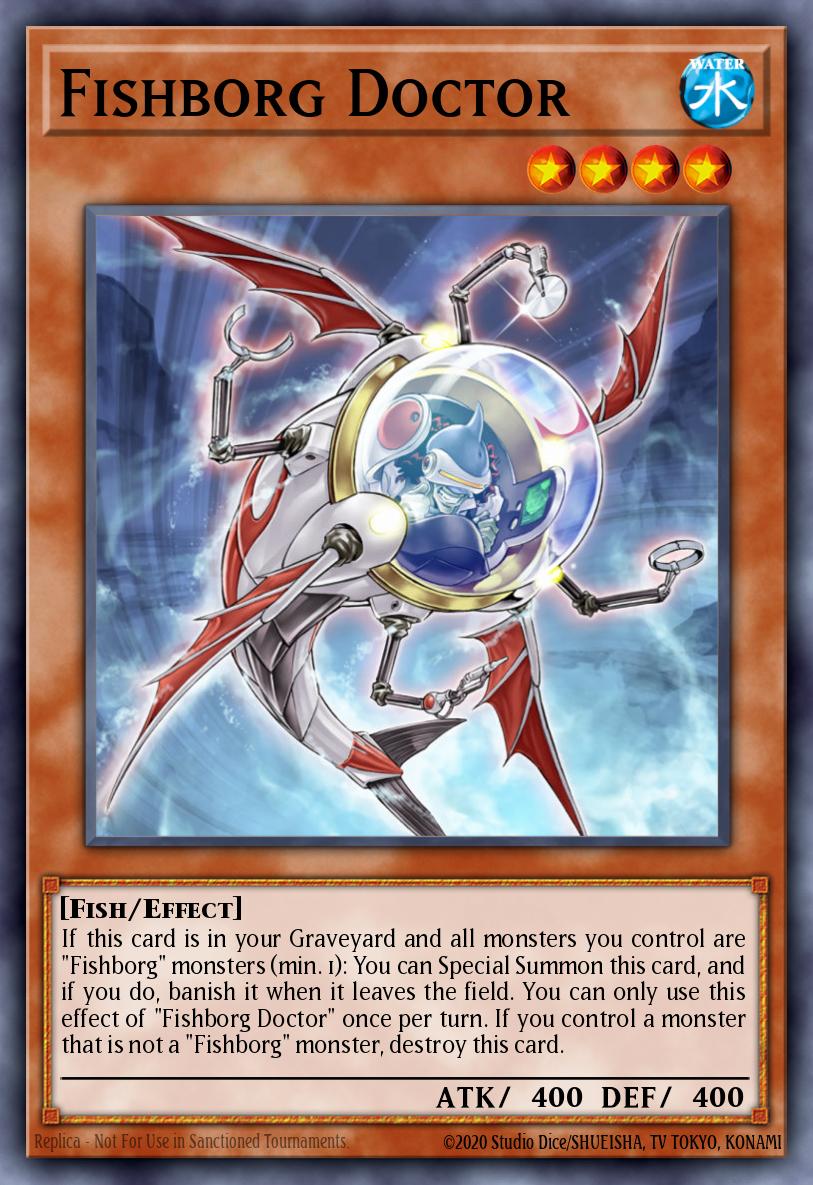 Fishborg Doctor
WATER
水
[Fish/Effect]
If this card is in your Graveyard and all monsters you control are
"Fishborg" monsters (min. 1): You can Special Summon this card, and
if you do, banish it when it leaves the field. You can only use this
effect of "Fishborg Doctor" once per turn. If you control a monster
that is not a "Fishborg" monster, destroy this card.
ATK/ 400 DEF/ 400
Replica - Not For Use in Sanctioned Tournaments.
©2020 Studio Dice/SHUEISHA, TV TOKYO, KONAMI